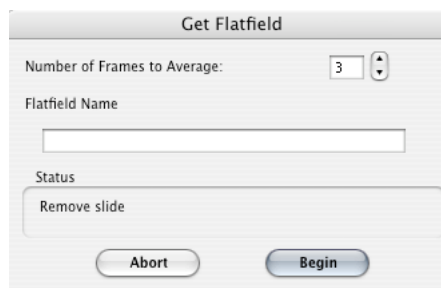 Get Flatfield
Number of Frames to Average: 3
Flatfield Name
Status
Remove slide
Abort Begin